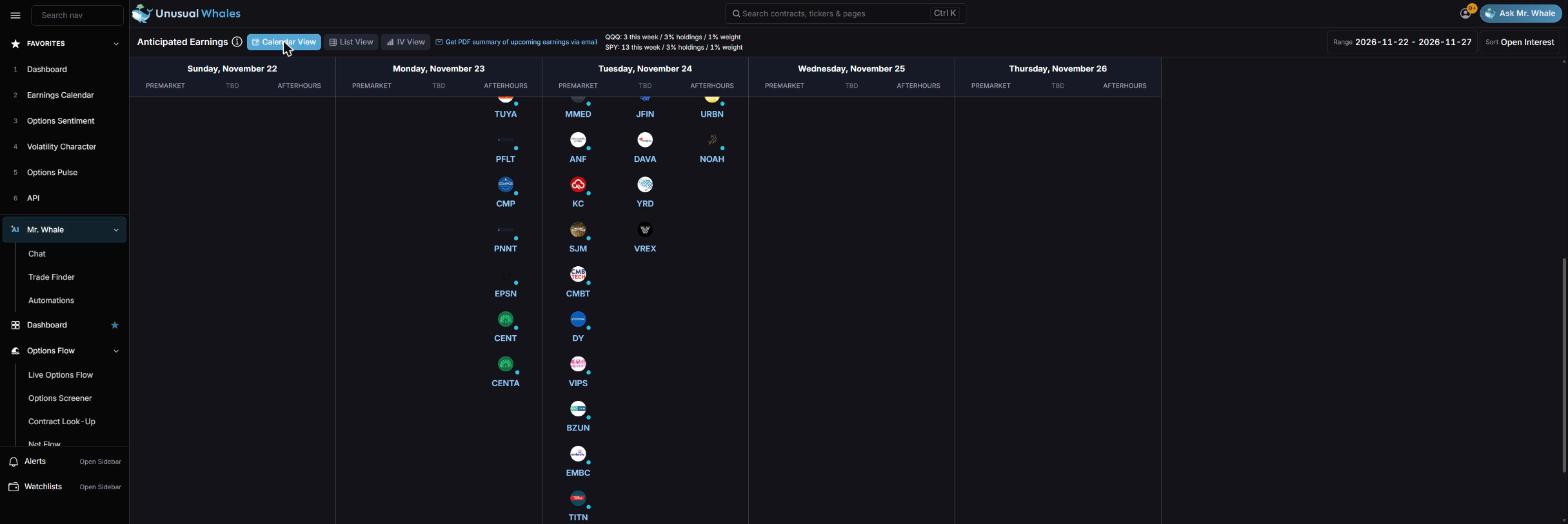 Search nav
Unusual Whales
Search contracts, tickers & pages
Ctrl K
9+
Ask Mr. Whale
FAVORITES
1 Dashboard
2 Earnings Calendar
3 Options Sentiment
4 Volatility Character
5 Options Pulse
6 API
AI Mr. Whale
Chat
Trade Finder
Automations
Dashboard
Options Flow
Live Options Flow
Options Screener
Contract Look-Up
Net Flow
Alerts Open Sidebar
Watchlists Open Sidebar
Anticipated Earnings
Calendar View
List View
IV View
Get PDF summary of upcoming earnings via email
QQQ: 3 this week / 3% holdings / 1% weight
SPY: 13 this week / 3% holdings / 1% weight
Range 2026-11-22 - 2026-11-27
Sort Open Interest
Sunday, November 22
PREMARKET TBD AFTERHOURS
Monday, November 23
PREMARKET TBD AFTERHOURS
TUYA
PFLT
CMP
PNNT
EPSN
CENT
CENTA
Tuesday, November 24
PREMARKET TBD AFTERHOURS
MMED JFIN URBN
ANF DAVA NOAH
KC YRD
SJM VREX
CMB
TECH
CMBT
DY
VIPS
BZUN
EMBC
TITN
Wednesday, November 25
PREMARKET TBD AFTERHOURS
Thursday, November 26
PREMARKET TBD AFTERHOURS